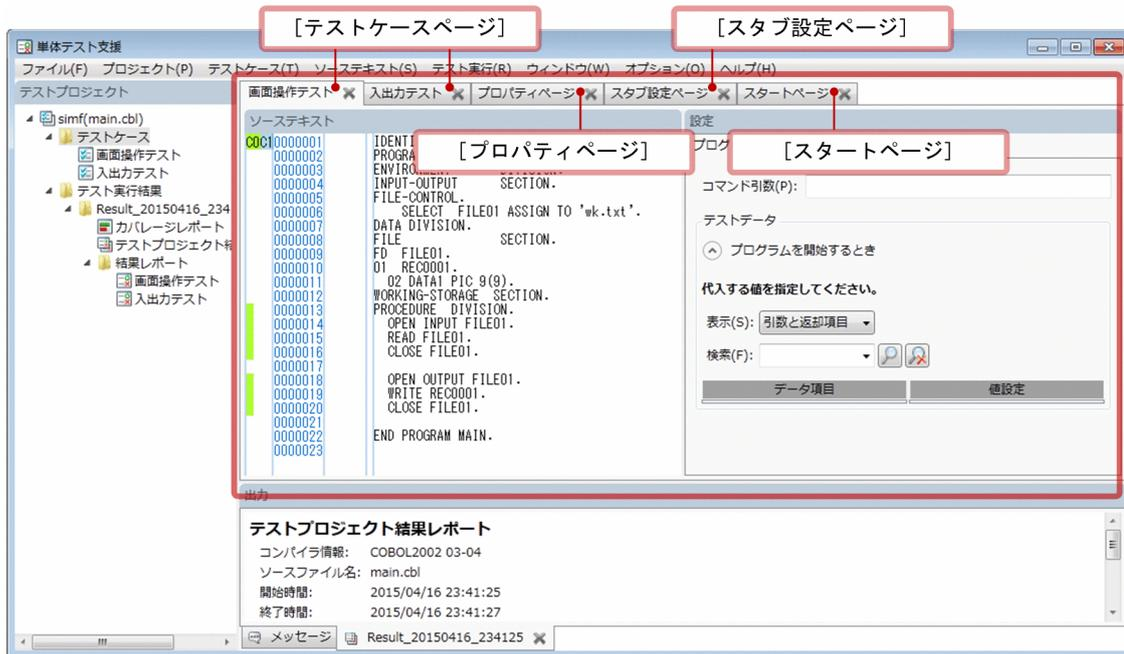 [テストケースページ]
[スタブ設定ページ]
単体テスト支援
ファイル(F) プロジェクト(P) テストケース(T) ソーステキスト(S) テスト実行(R) ウィンドウ(W) オプション(O) ヘルプ(H)
テストプロジェクト
simf(main.cbl)
テストケース
画面操作テスト
入出力テスト
テスト実行結果
Result_20150416_234
カバレージレポート
テストプロジェクト結
結果レポート
画面操作テスト
入出力テスト
画面操作テスト 入出力テスト プロパティページ スタブ設定ページ スタートページ
[プロパティページ]
[スタートページ]
ソーステキスト
C0C1 0000001 IDENTI
0000002 PROGRA
0000003 ENVIRONMENT DIVISION.
0000004 INPUT-OUTPUT SECTION.
0000005 FILE-CONTROL.
0000006 SELECT FILE01 ASSIGN TO 'wk.txt'.
0000007 DATA DIVISION.
0000008 FILE SECTION.
0000009 FD FILE01.
0000010 01 REC0001.
0000011 02 DATA1 PIC 9(9).
0000012 WORKING-STORAGE SECTION.
0000013 PROCEDURE DIVISION.
0000014 OPEN INPUT FILE01.
0000015 READ FILE01.
0000016 CLOSE FILE01.
0000017
0000018 OPEN OUTPUT FILE01.
0000019 WRITE REC0001.
0000020 CLOSE FILE01.
0000021
0000022 END PROGRAM MAIN.
0000023
設定
プログ
コマンド引数(P):
テストデータ
プログラムを開始するとき
代入する値を指定してください。
表示(S): 引数と返却項目
検索(F):
データ項目 値設定
出力
テストプロジェクト結果レポート
コンパイラ情報: COBOL2002 03-04
ソースファイル名: main.cbl
開始時間: 2015/04/16 23:41:25
終了時間: 2015/04/16 23:41:27
メッセージ Result_20150416_234125